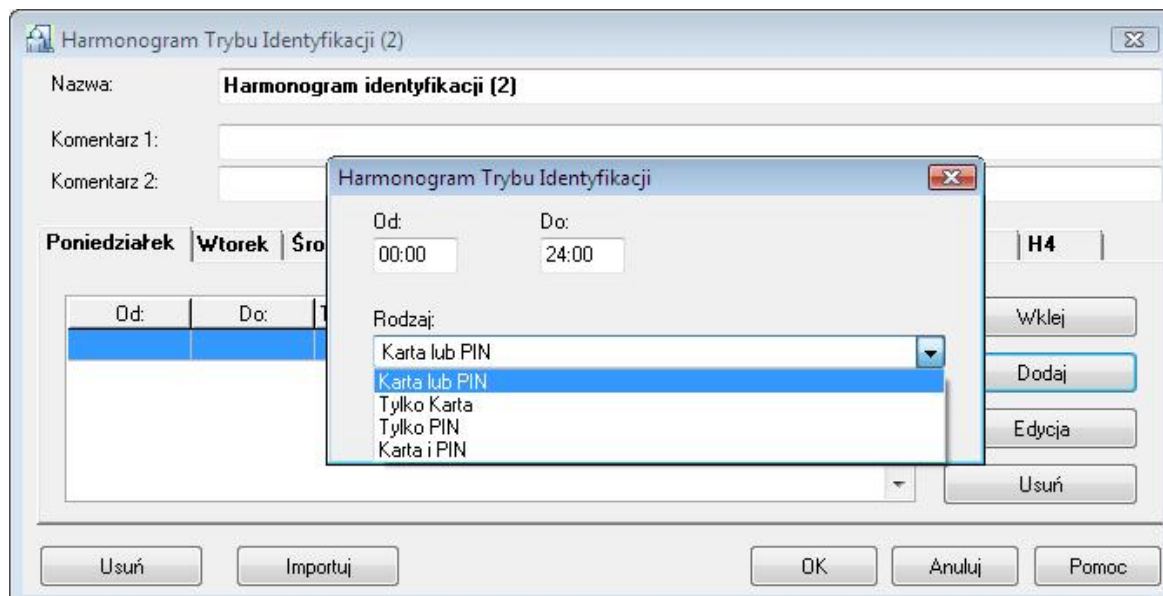 Harmonogram Trybu Identyfikacji (2)
Nazwa: Harmonogram identyfikacji (2)
Komentarz 1:
Komentarz 2:
Harmonogram Trybu Identyfikacji
Od: Do:
00:00 24:00
Rodzaj:
Karta lub PIN
Karta lub PIN
Tylko Karta
Tylko PIN
Karta i PIN
Poniedziałek Wtorek H4
Od: Do:
Wklej
Dodaj
Edycja
Usuń
Usuń Importuj OK Anuluj Pomoc